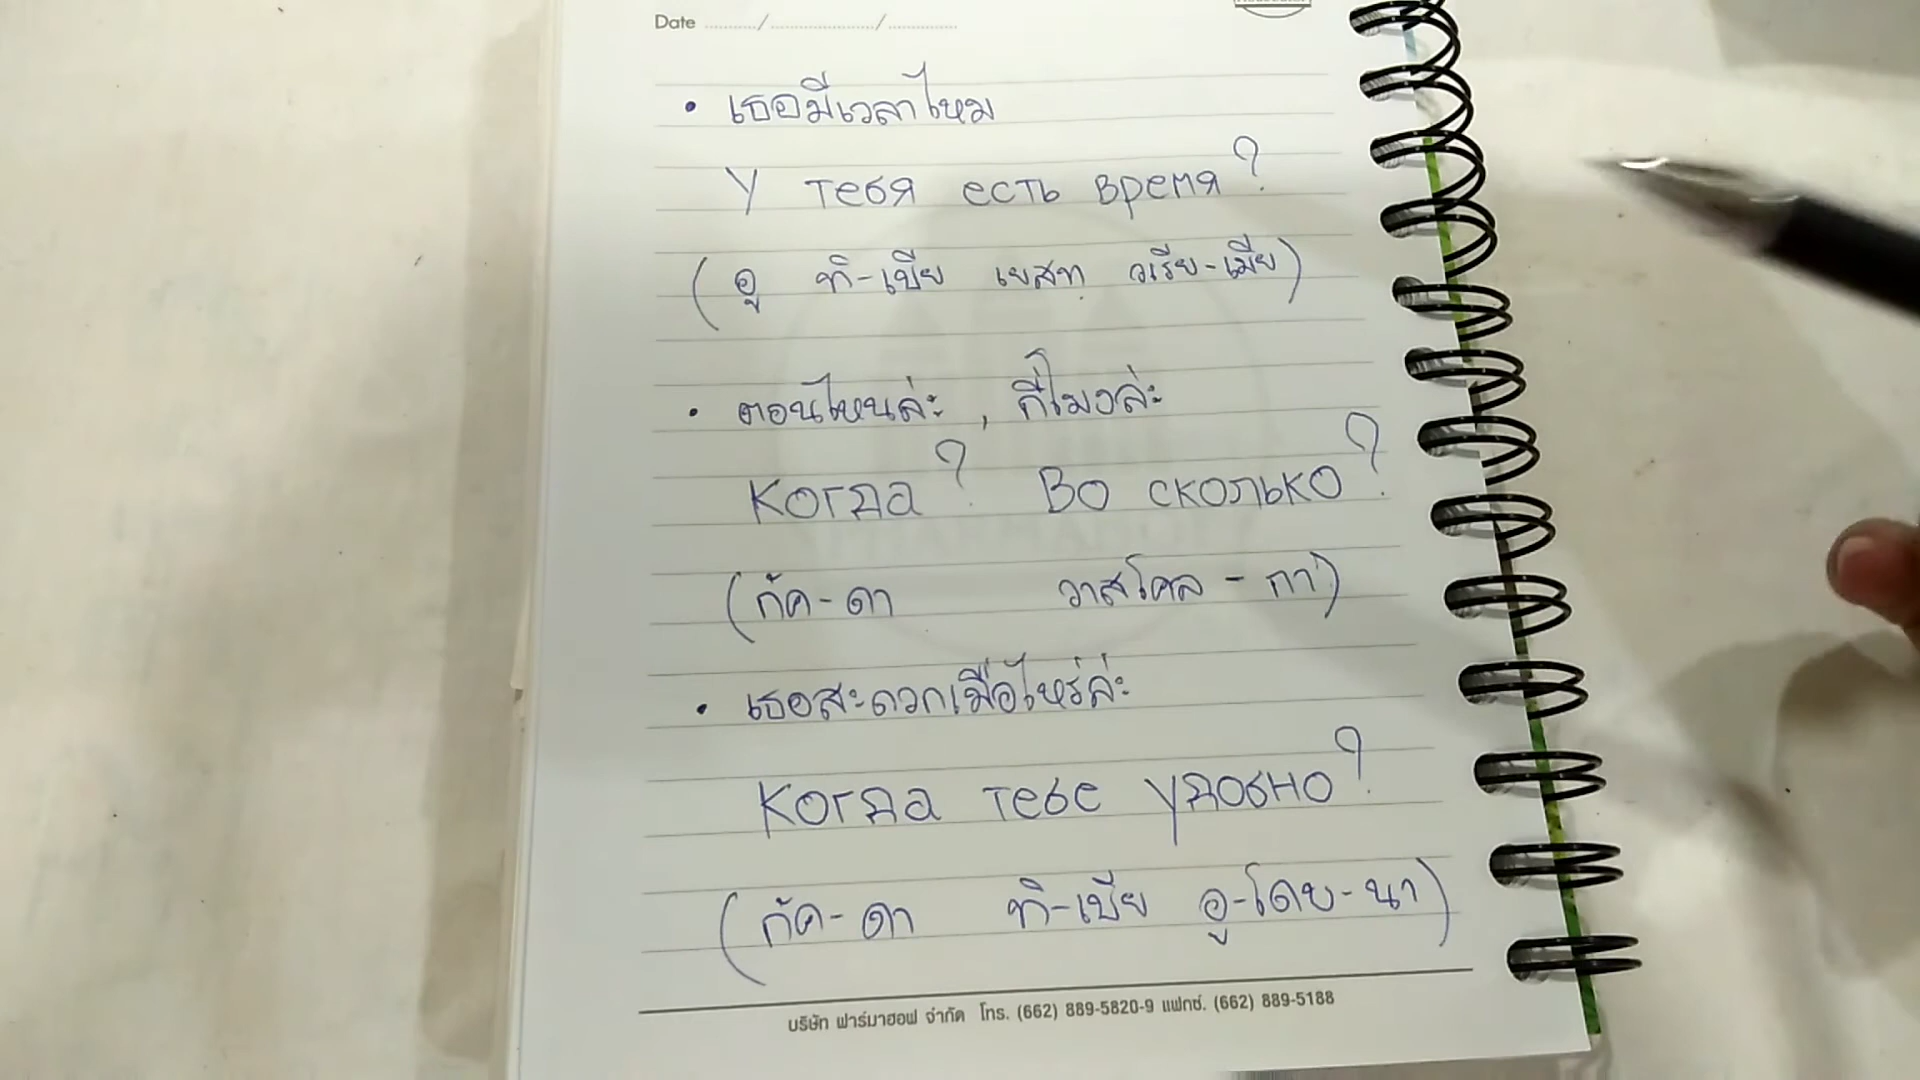 Date ........../..................../..............
• เธอมีเวลาไหม
У тебя есть время?
(อู ทิ-เบีย เยสทฺ วเรีย-เมีย)
• ตอนไหนล่ะ , กี่โมงล่ะ
Когда? Во сколько?
(กัค-ดา วาสโคล - กา)
• เธอสะดวกเมื่อไหร่ล่ะ
Когда тебе удобно?
(กัค-ดา ทิ-เบีย อู-โดบ-นา)
บริษัท ฟาร์มาฮอฟ จำกัด โทร. (662) 889-5820-9 แฟกซ์. (662) 889-5188